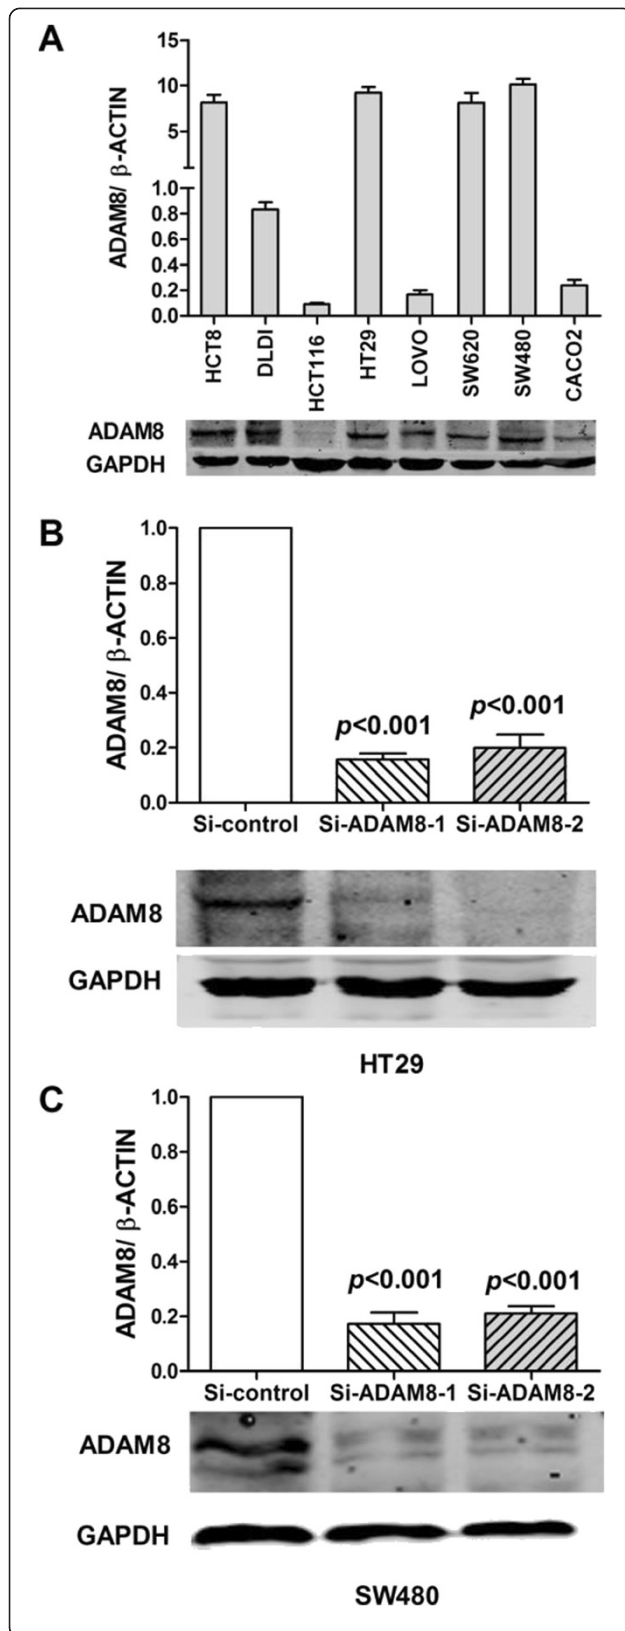 A
ADAM8/ β-ACTIN
15
10
5
1.0
0.8
0.6
0.4
0.2
0.0
HCT8 DLDI HCT116 HT29 LOVO SW620 SW480 CACO2
ADAM8
GAPDH
B
ADAM8/ β-ACTIN
1.0
0.8
0.6
0.4
0.2
0.0
p<0.001 p<0.001
Si-control Si-ADAM8-1 Si-ADAM8-2
ADAM8
GAPDH
HT29
C
ADAM8/ β-ACTIN
1.0
0.8
0.6
0.4
0.2
0.0
p<0.001 p<0.001
Si-control Si-ADAM8-1 Si-ADAM8-2
ADAM8
GAPDH
SW480